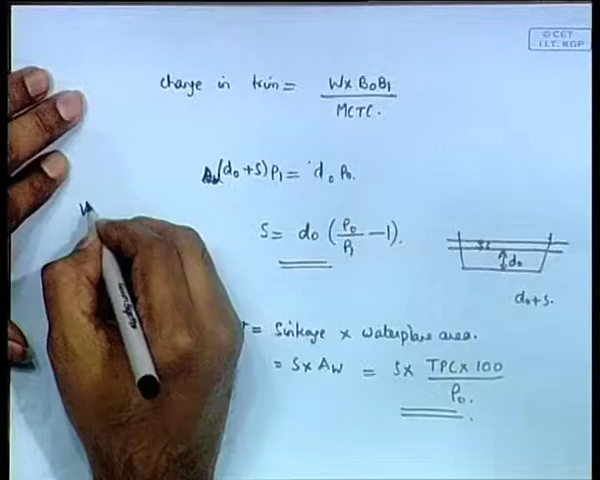 © CET
I.I.T. KGP
change in trim = W x B0B1 / MCTC.
(d0+S)ρ1 = d0 ρ0.
S = d0 (ρ0/ρ1 - 1).
S
d0
d0+S.
= Sinkage x waterplane area.
= S x AW = S x TPC x 100 / ρ0.